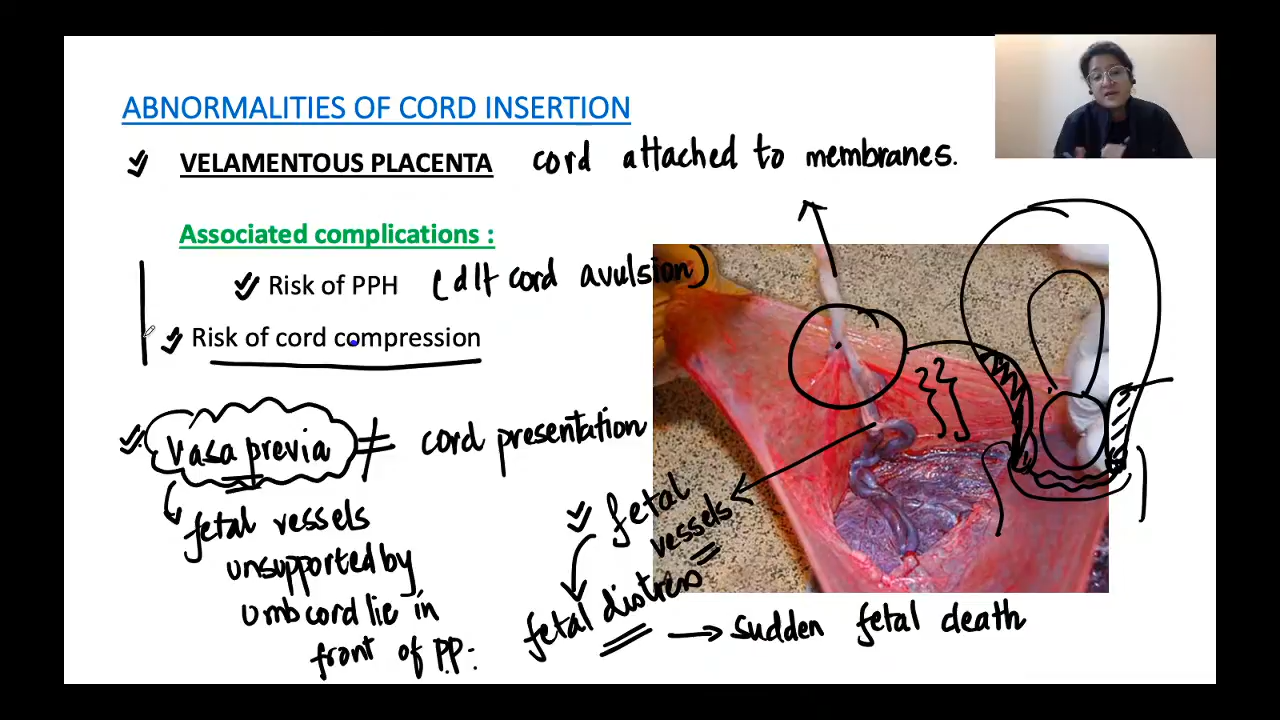 ABNORMALITIES OF CORD INSERTION
VELAMENTOUS PLACENTA cord attached to membranes.
Associated complications :
Risk of PPH (d/t cord avulsion)
Risk of cord compression
Vasa previa ≠ cord presentation
fetal vessels
unsupported by
umb cord lie in
front of P.P.
fetal
vessels
fetal distress → sudden fetal death